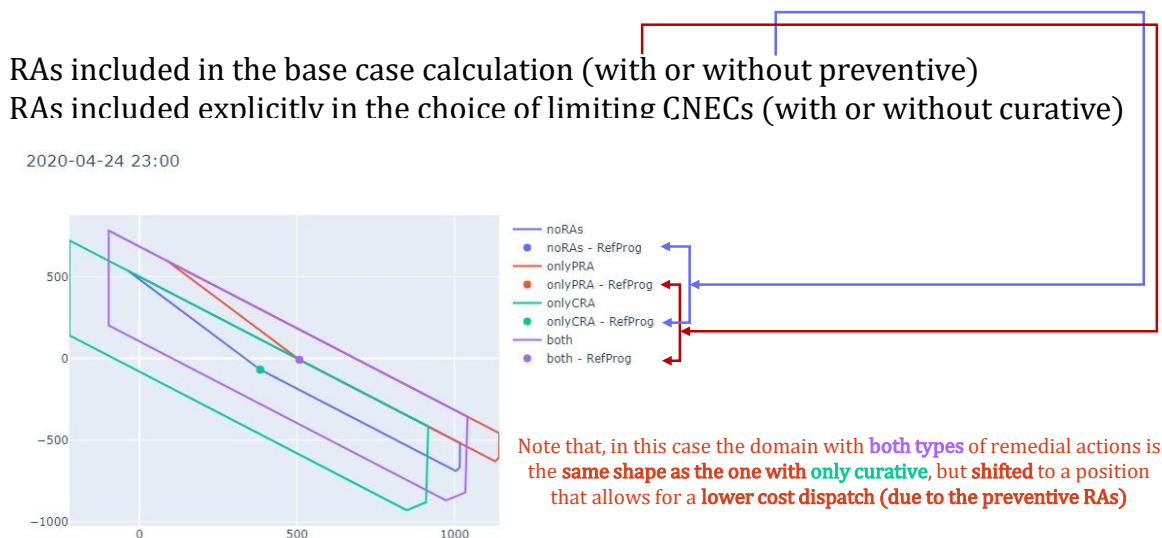 RAs included in the base case calculation (with or without preventive)
RAs included explicitly in the choice of limiting CNECs (with or without curative)
2020-04-24 23:00
noRAs
noRAs - RefProg
onlyPRA
onlyPRA - RefProg
onlyCRA
onlyCRA - RefProg
both
both - RefProg
500
0
−500
−1000
0
500
1000
Note that, in this case the domain with both types of remedial actions is
the same shape as the one with only curative, but shifted to a position
that allows for a lower cost dispatch (due to the preventive RAs)